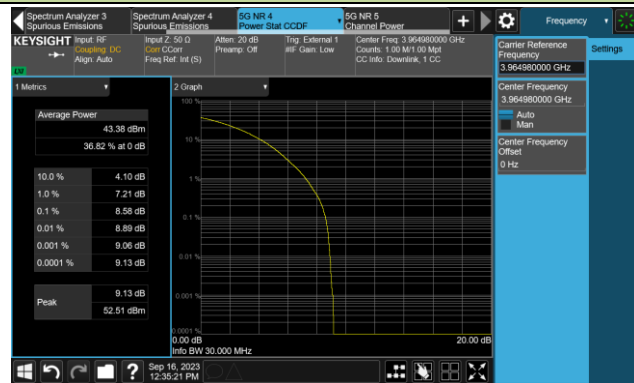 Spectrum Analyzer 3
Spurious Emissions
Spectrum Analyzer 4
Spurious Emissions
5G NR 4
Power Stat CCDF
5G NR 5
Channel Power
Frequency
KEYSIGHT
Input: RF
Coupling: DC
Align: Auto
Input Z: 50 Ω
Corr CCorr
Freq Ref: Int (S)
Atten: 20 dB
Preamp: Off
Trig: External 1
#IF Gain: Low
Center Freq: 3.964980000 GHz
Counts: 1.00 M/1.00 Mpt
CC Info: Downlink, 1 CC
Carrier Reference
Frequency
3.964980000 GHz
Settings
Center Frequency
3.964980000 GHz
Auto
Man
Center Frequency
Offset
0 Hz
1 Metrics
Average Power
43.38 dBm
36.82 % at 0 dB
10.0 % 4.10 dB
1.0 % 7.21 dB
0.1 % 8.58 dB
0.01 % 8.89 dB
0.001 % 9.06 dB
0.0001 % 9.13 dB
Peak
9.13 dB
52.51 dBm
2 Graph
100 %
10 %
1 %
0.1 %
0.01 %
0.001 %
0.0001 %
0.00 dB
20.00 dB
Info BW 30.000 MHz
?
Sep 16, 2023
12:35:21 PM